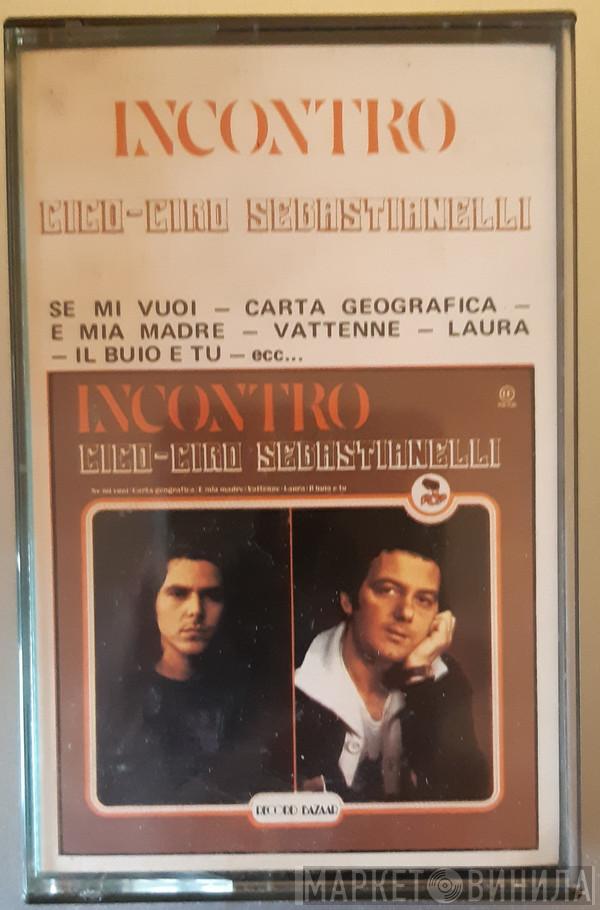 INCONTRO
CICO-CIRO SEBASTIANELLI
SE MI VUOI – CARTA GEOGRAFICA –
E MIA MADRE – VATTENNE – LAURA
– IL BUIO E TU – ecc...
INCONTRO
CICO-CIRO SEBASTIANELLI
Se mi vuoi · Carta geografica · E mia madre · Vattenne · Laura · Il buio e tu
POP
RECORD BAZAAR
МАРКЕТ ВИНИЛА